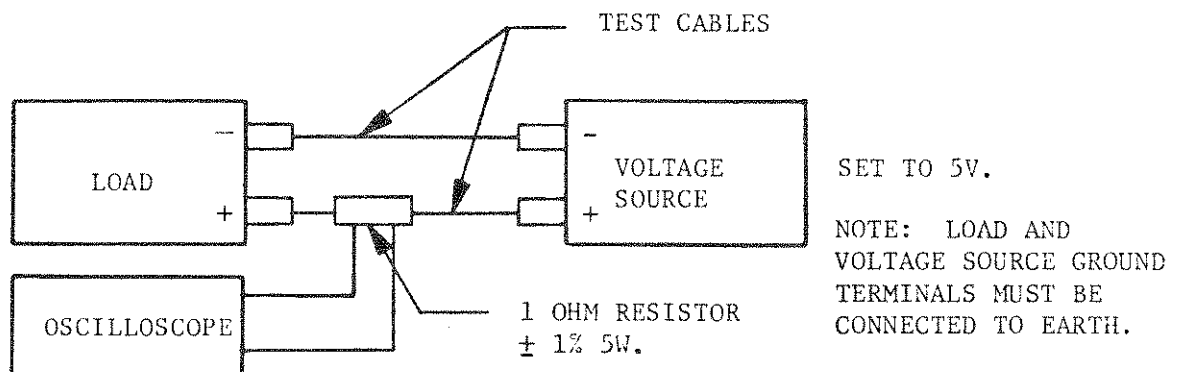 TEST CABLES
−
-
LOAD
VOLTAGE
SOURCE
+
+
SET TO 5V.
NOTE: LOAD AND
VOLTAGE SOURCE GROUND
TERMINALS MUST BE
CONNECTED TO EARTH.
OSCILLOSCOPE
1 OHM RESISTOR
± 1% 5W.